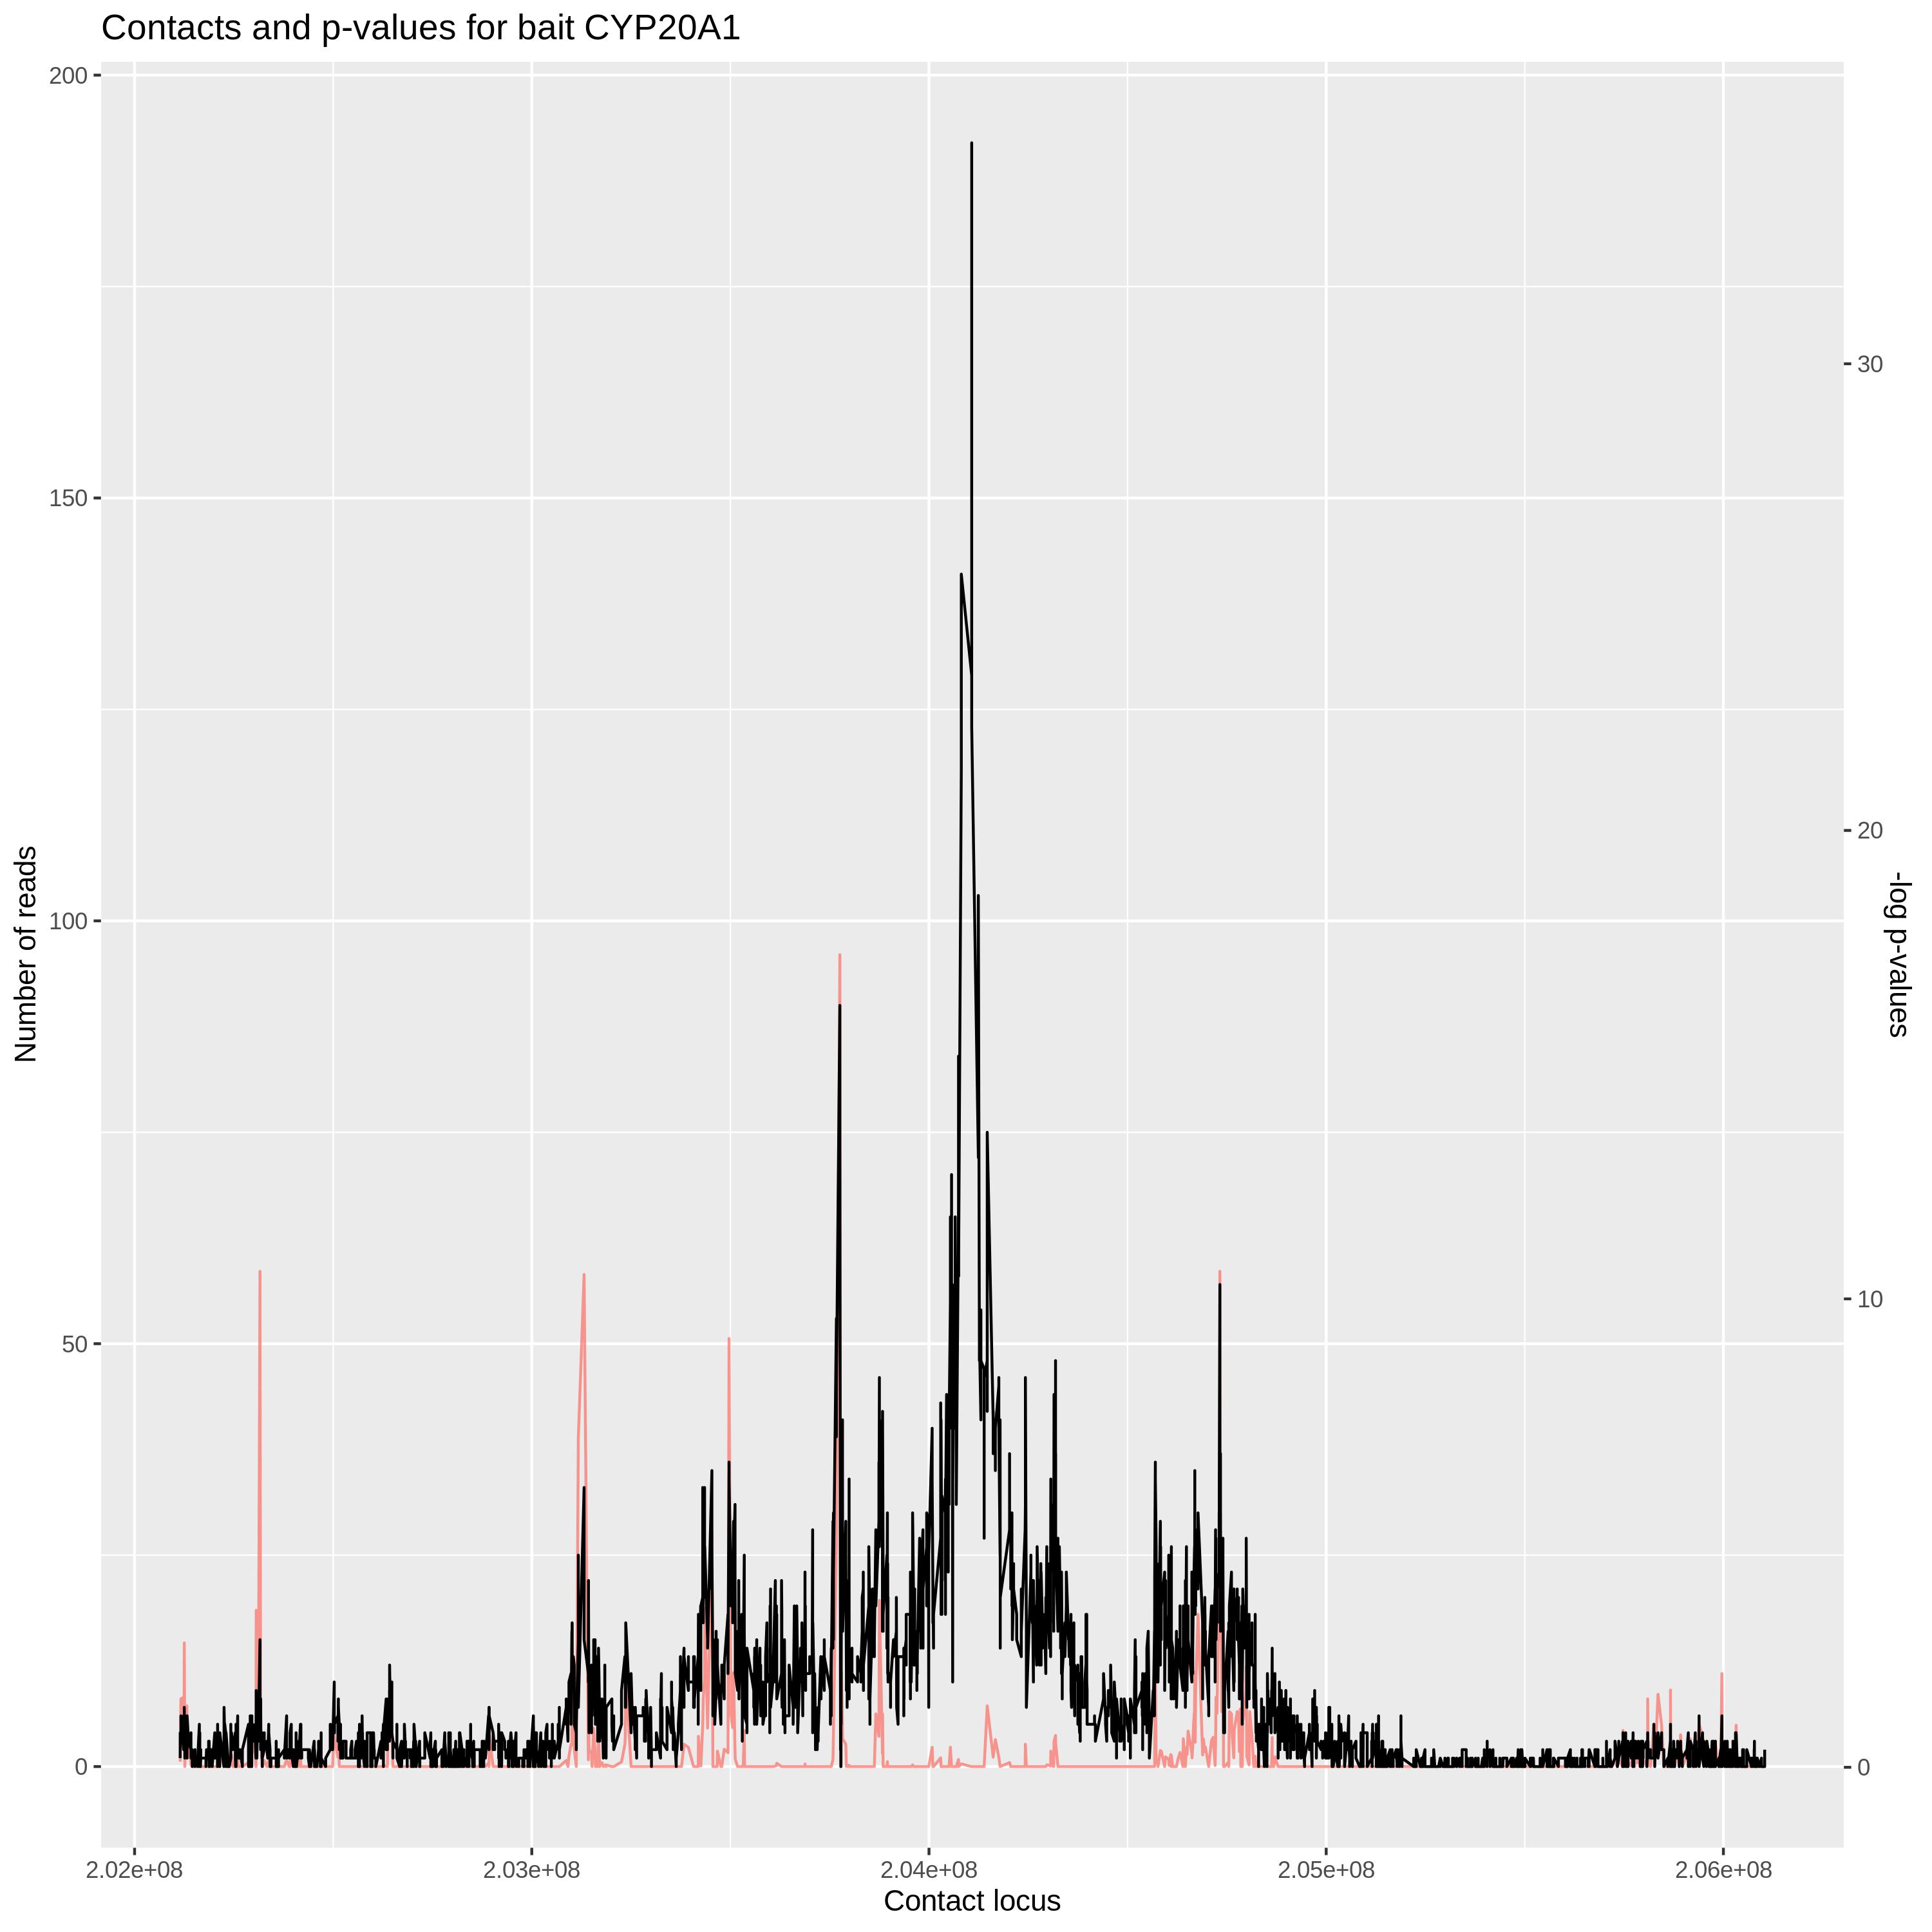 Contacts and p-values for bait CYP20A1
200
150
100
50
0
Number of reads
30
20
10
0
-log p-values
2.02e+08
2.03e+08
2.04e+08
2.05e+08
2.06e+08
Contact locus